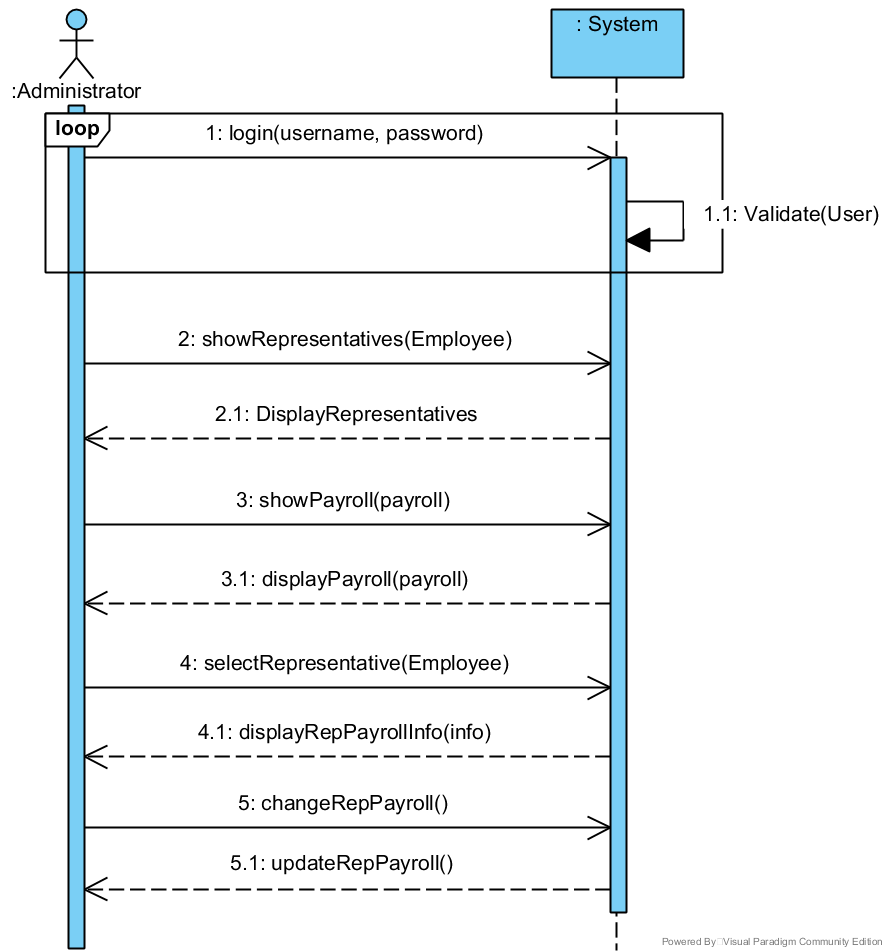 : System
:Administrator
loop
1: login(username, password)
1.1: Validate(User)
2: showRepresentatives(Employee)
2.1: DisplayRepresentatives
3: showPayroll(payroll)
3.1: displayPayroll(payroll)
4: selectRepresentative(Employee)
4.1: displayRepPayrollInfo(info)
5: changeRepPayroll()
5.1: updateRepPayroll()
Powered By Visual Paradigm Community Edition